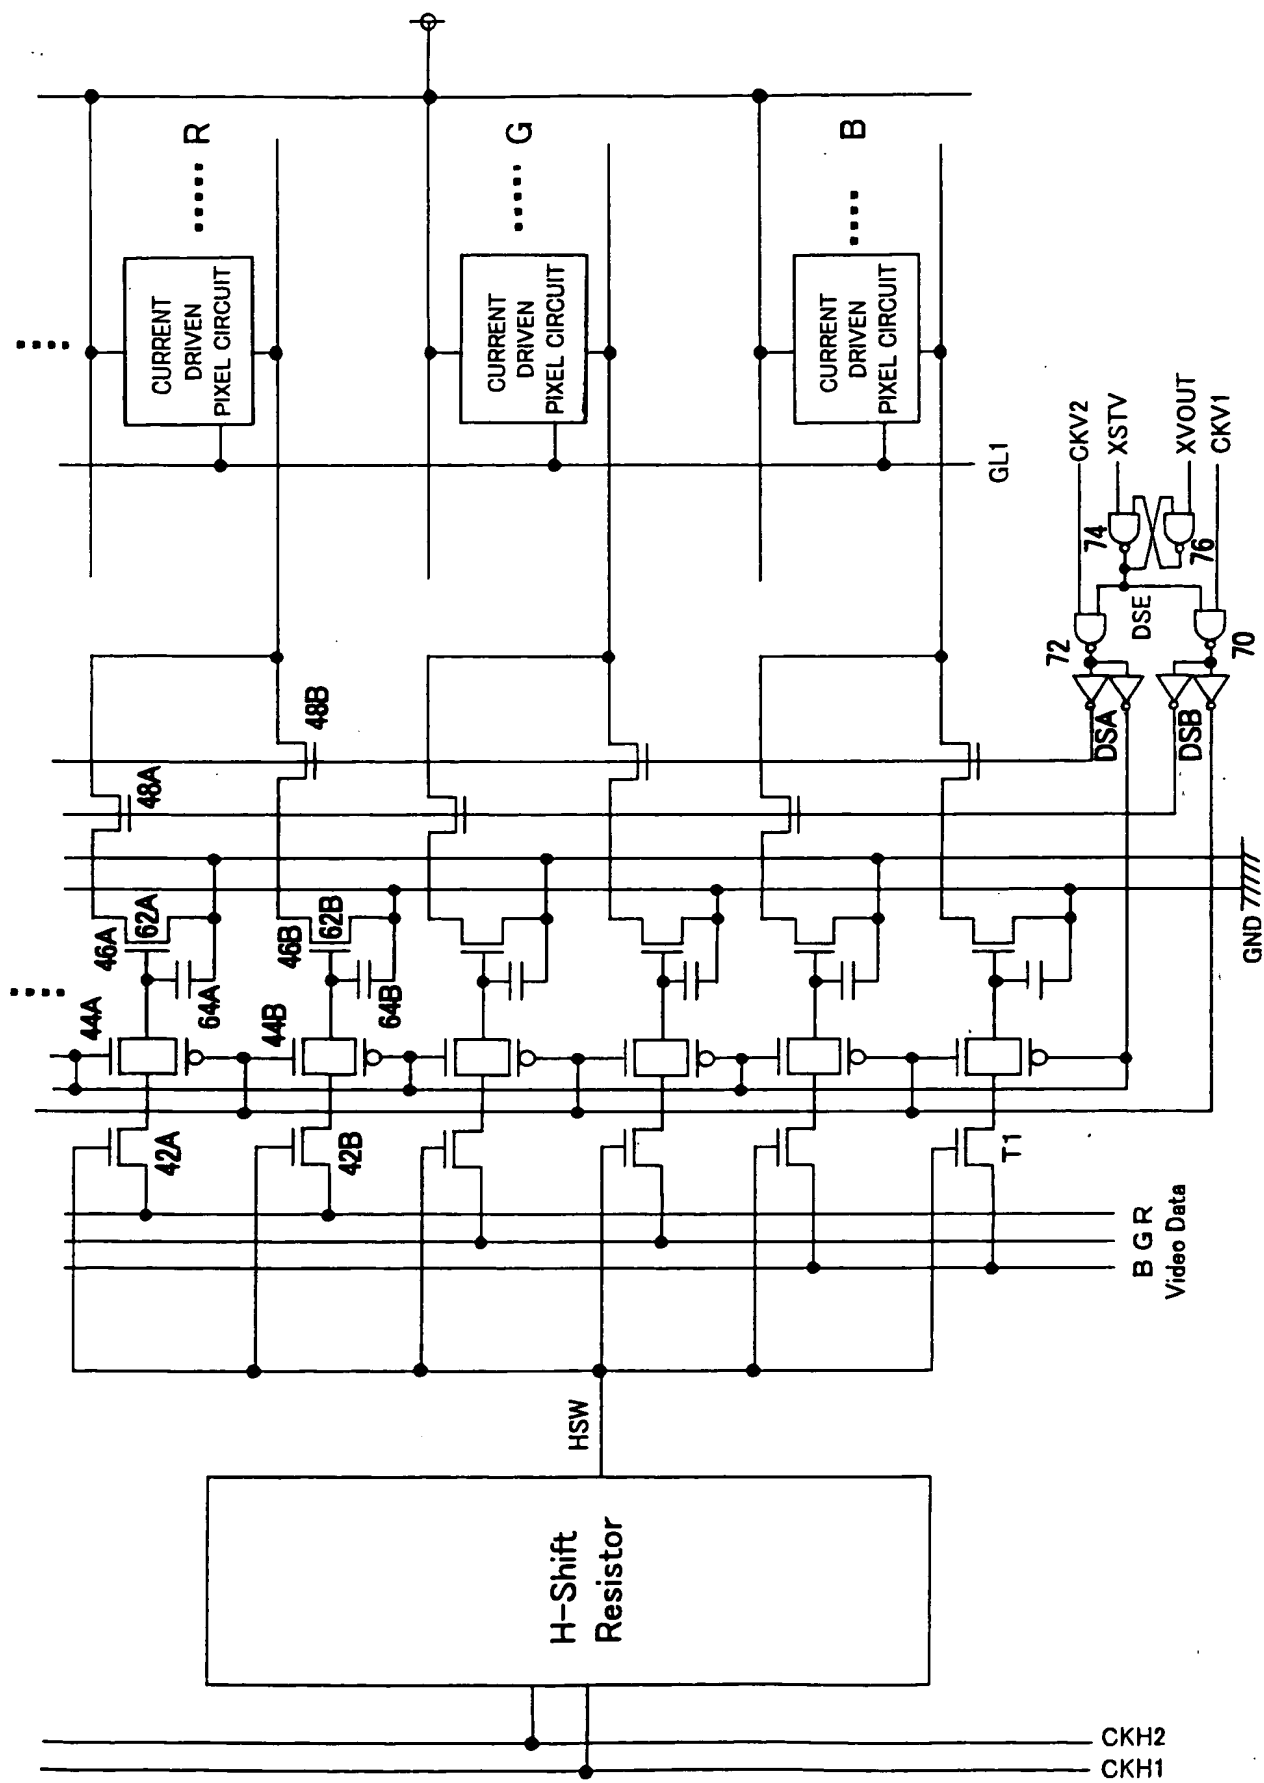 R
G
B
CURRENT
DRIVEN
PIXEL CIRCUIT
CURRENT
DRIVEN
PIXEL CIRCUIT
CURRENT
DRIVEN
PIXEL CIRCUIT
GL1
CKV2
XSTV
XVOUT
CKV1
74
76
DSE
72
70
DSA
DSB
48B
48A
GND
62A
46A
64A
62B
46B
64B
44A
44B
42A
42B
T1
B G R
Video Data
HSW
H-Shift
Resistor
CKH2
CKH1